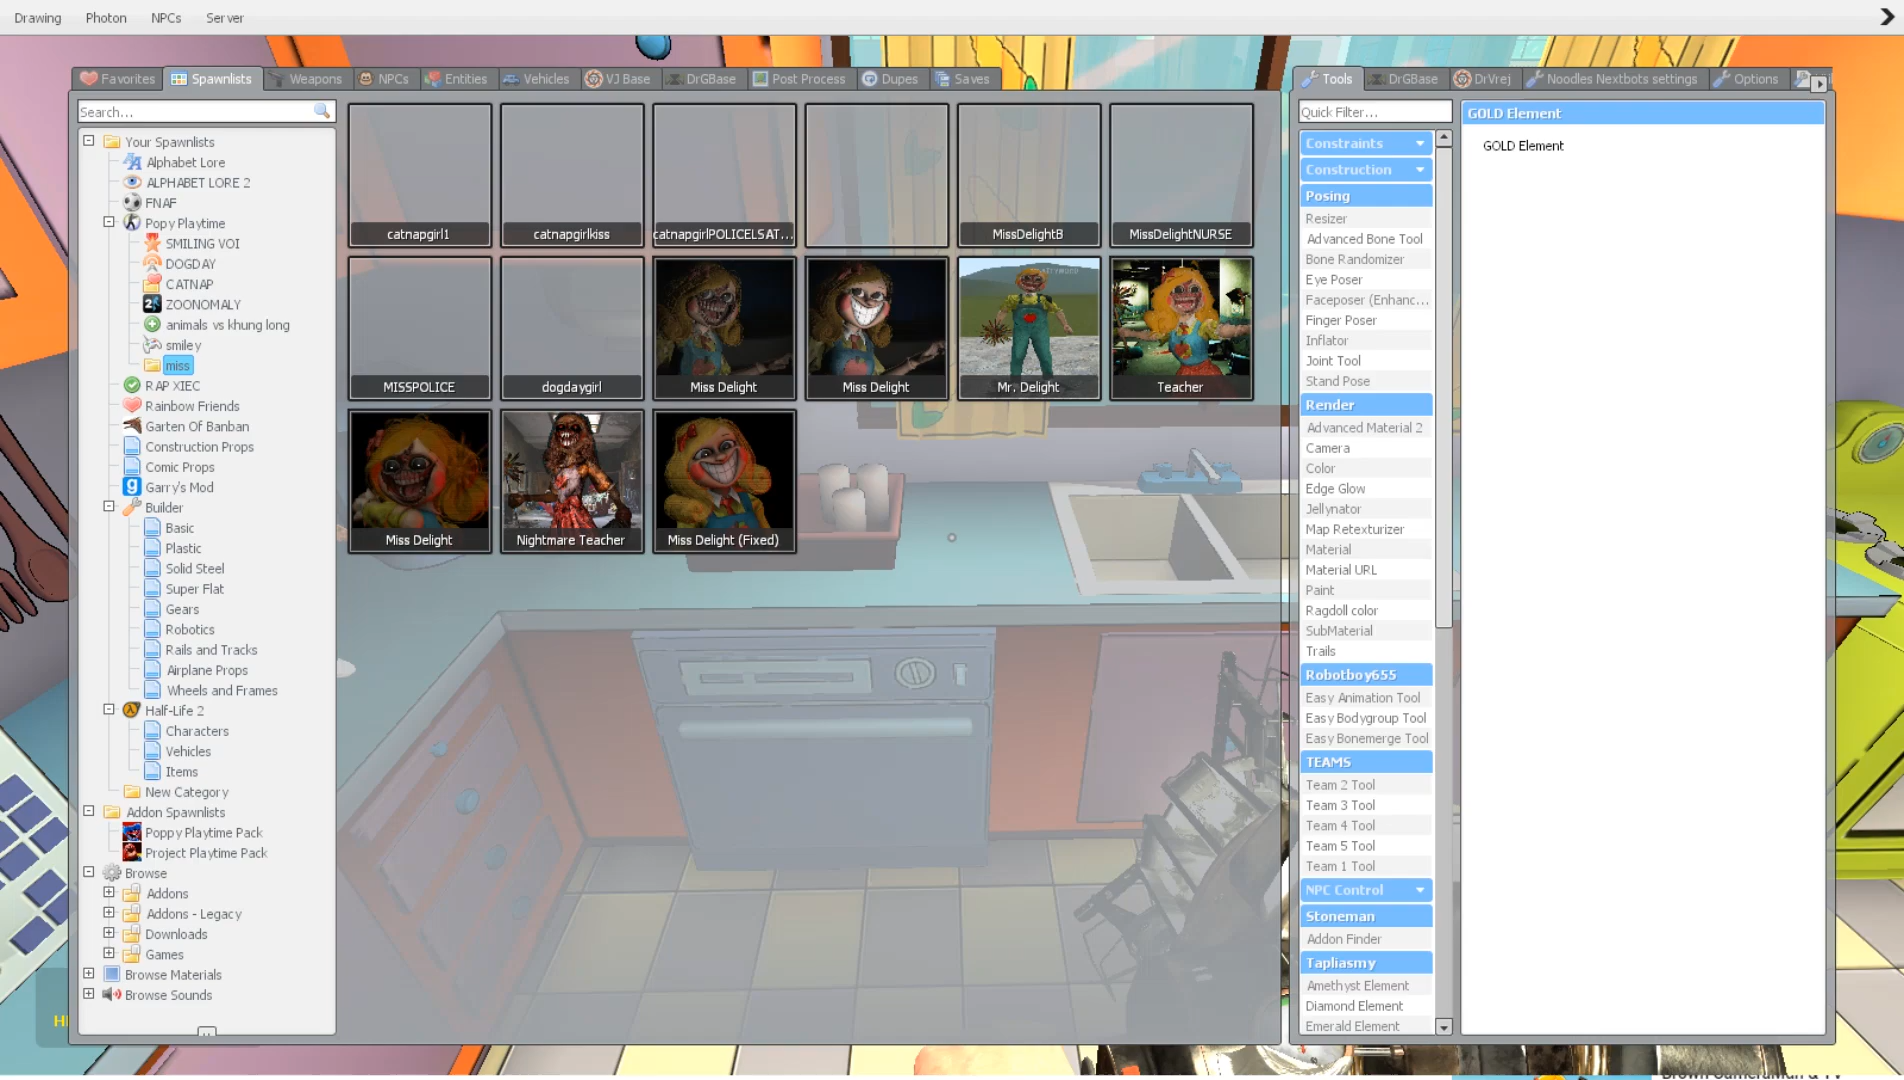 Drawing Photon NPCs Server
Favorites Spawnlists Weapons NPCs Entities Vehicles VJ Base DrGBase Post Process Dupes Saves
Search...
Your Spawnlists
Alphabet Lore
ALPHABET LORE 2
FNAF
Popy Playtime
SMILING VOI
DOGDAY
CATNAP
ZOONOMALY
animals vs khung long
smiley
miss
RAP XIEC
Rainbow Friends
Garten Of Banban
Construction Props
Comic Props
Garry's Mod
Builder
Basic
Plastic
Solid Steel
Super Flat
Gears
Robotics
Rails and Tracks
Airplane Props
Wheels and Frames
Half-Life 2
Characters
Vehicles
Items
New Category
Addon Spawnlists
Poppy Playtime Pack
Project Playtime Pack
Browse
Addons
Addons - Legacy
Downloads
Games
Browse Materials
Browse Sounds
catnapgirl1 catnapgirlkiss catnapgirlPOLICELSAT... MissDelightB MissDelightNURSE
MISSPOLICE dogdaygirl Miss Delight Miss Delight Mr. Delight Teacher
Miss Delight Nightmare Teacher Miss Delight (Fixed)
Tools DrGBase DrVrej Noodles Nextbots settings Options
Quick Filter...
Constraints
Construction
Posing
Resizer
Advanced Bone Tool
Bone Randomizer
Eye Poser
Faceposer (Enhanc...
Finger Poser
Inflator
Joint Tool
Stand Pose
Render
Advanced Material 2
Camera
Color
Edge Glow
Jellynator
Map Retexturizer
Material
Material URL
Paint
Ragdoll color
SubMaterial
Trails
Robotboy655
Easy Animation Tool
Easy Bodygroup Tool
Easy Bonemerge Tool
TEAMS
Team 2 Tool
Team 3 Tool
Team 4 Tool
Team 5 Tool
Team 1 Tool
NPC Control
Stoneman
Addon Finder
Tapliasmy
Amethyst Element
Diamond Element
Emerald Element
GOLD Element
GOLD Element